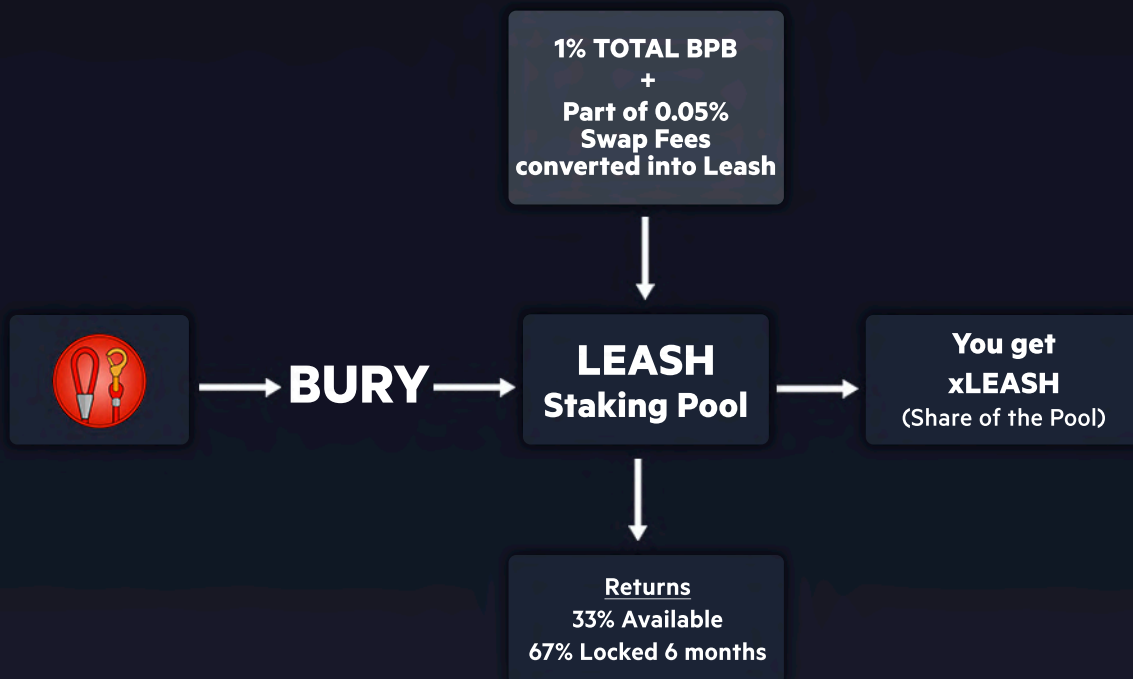 1% TOTAL BPB
+
Part of 0.05%
Swap Fees
converted into Leash
BURY
LEASH
Staking Pool
You get
xLEASH
(Share of the Pool)
Returns
33% Available
67% Locked 6 months